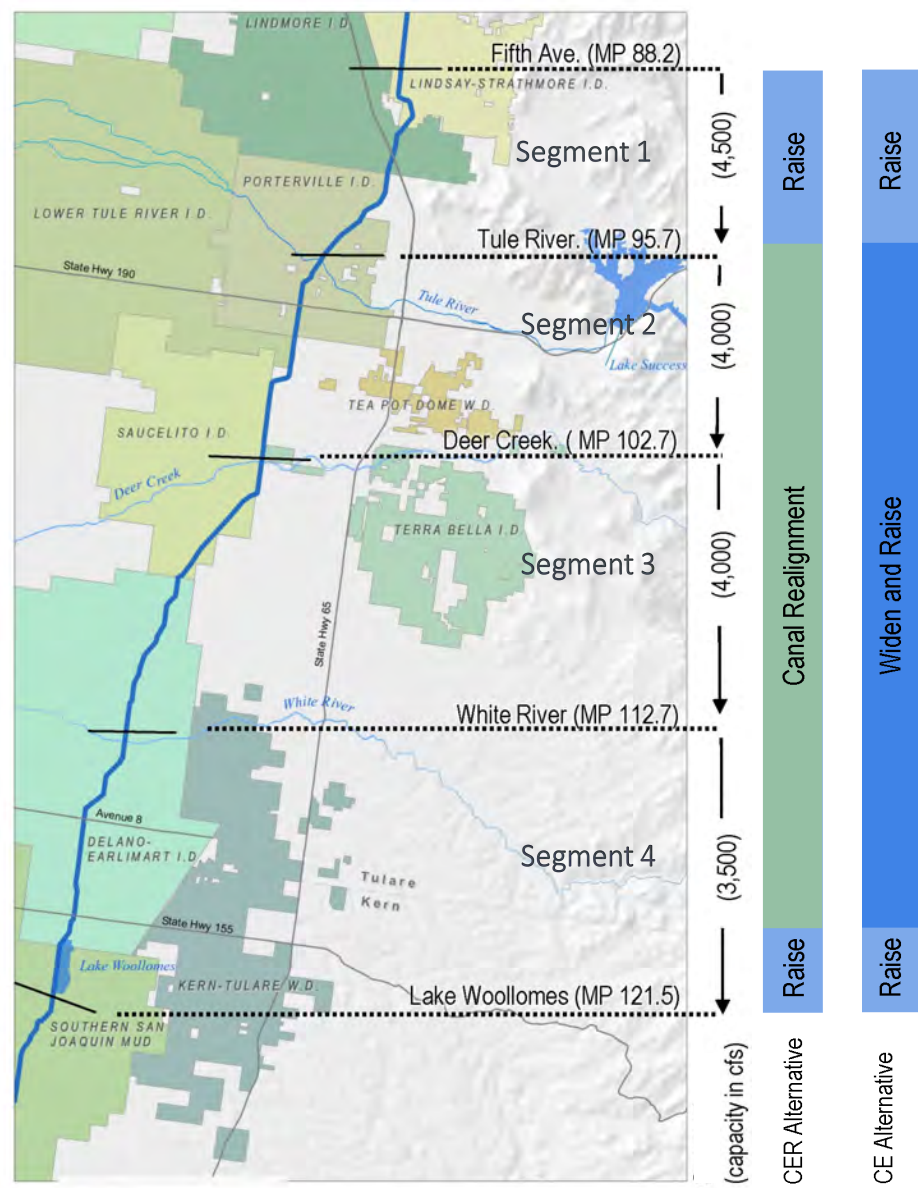 LINDMORE I.D.
Fifth Ave. (MP 88.2)
LINDSAY-STRATHMORE I.D.
(4,500)
Raise
Raise
Segment 1
PORTERVILLE I.D.
LOWER TULE RIVER I.D.
Tule River. (MP 95.7)
State Hwy 190
Tule River
Segment 2
(4,000)
Lake Success
TEA POT DOME W.D.
SAUCELITO I.D.
Deer Creek. ( MP 102.7)
Deer Creek
TERRA BELLA I.D.
Segment 3
(4,000)
Canal Realignment
Widen and Raise
State Hwy 65
White River
White River (MP 112.7)
Avenue 8
DELANO-
EARLIMART I.D.
Segment 4
(3,500)
Tulare
Kern
State Hwy 155
Lake Woollomes
KERN-TULARE W.D.
Lake Woollomes (MP 121.5)
Raise
Raise
SOUTHERN SAN
JOAQUIN MUD
(capacity in cfs)
CER Alternative
CE Alternative